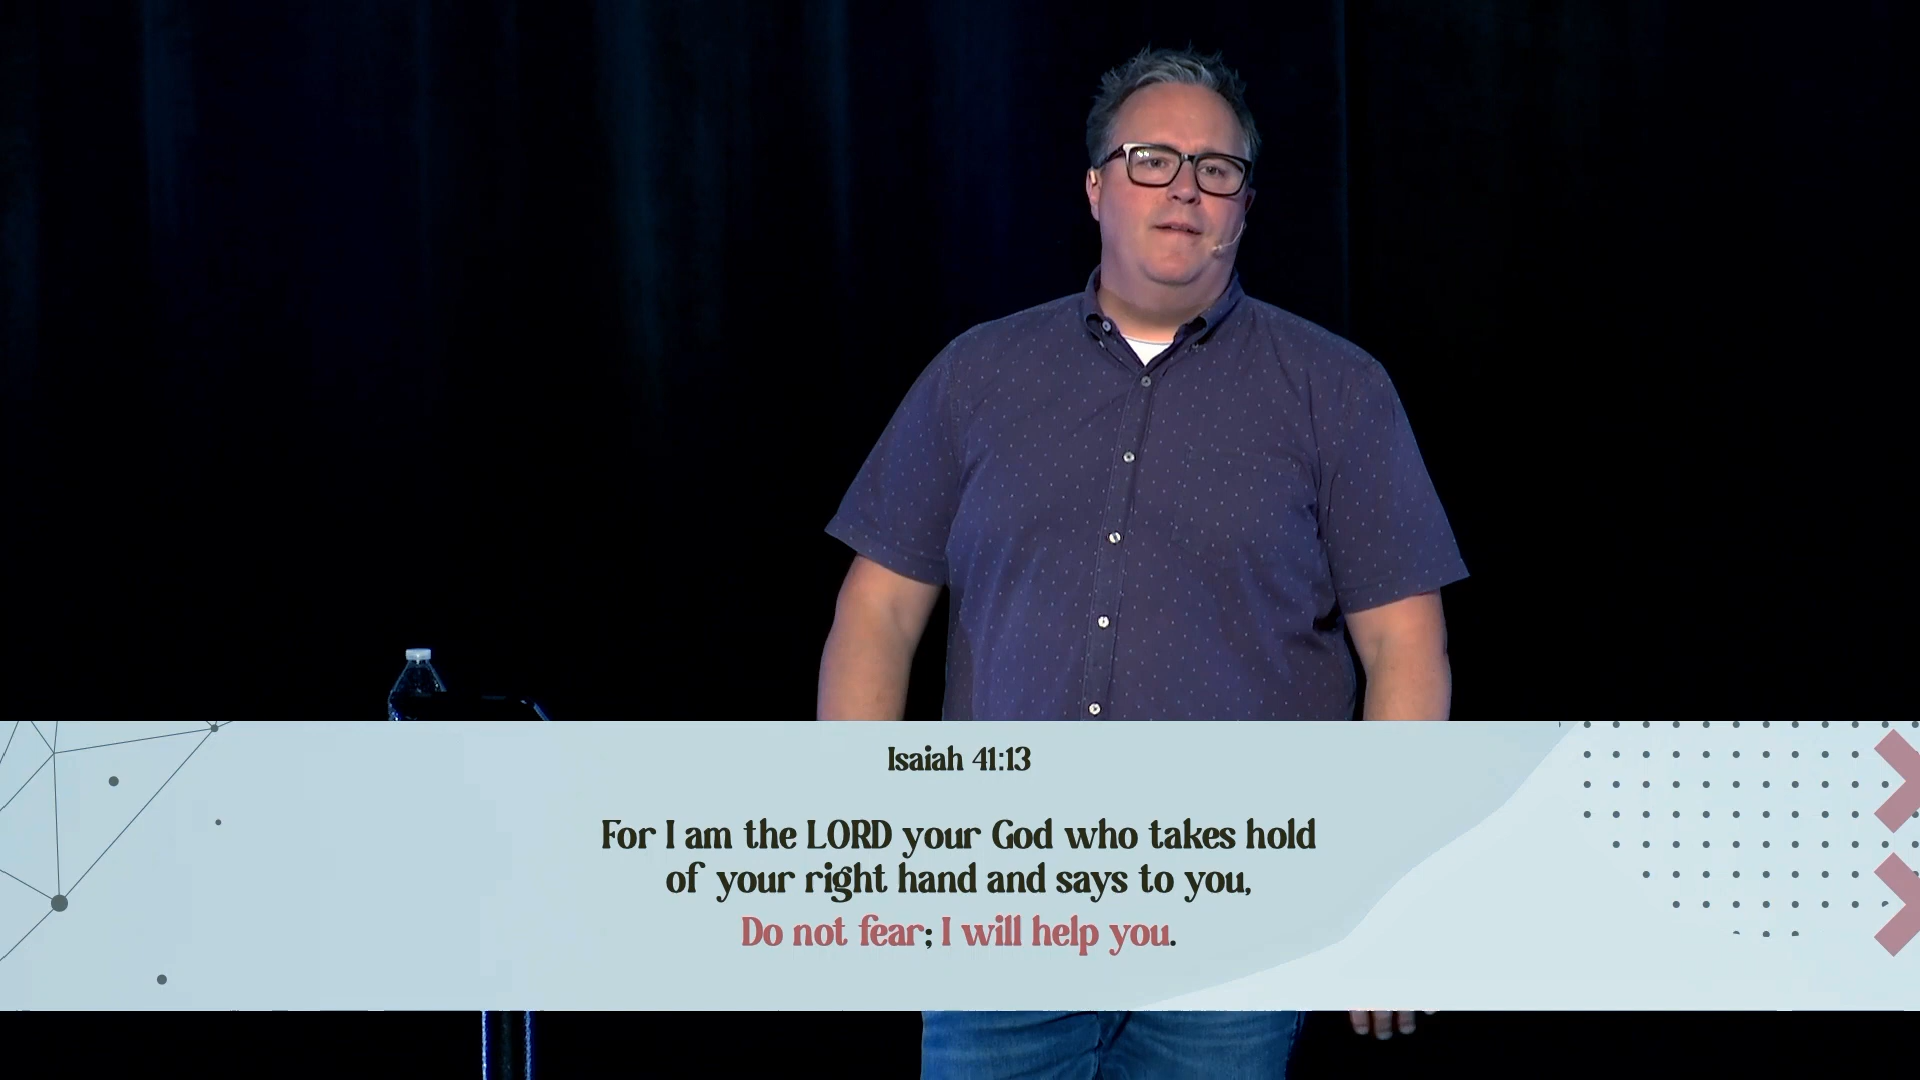 Isaiah 41:13
For I am the LORD your God who takes hold
of your right hand and says to you,
Do not fear; I will help you.